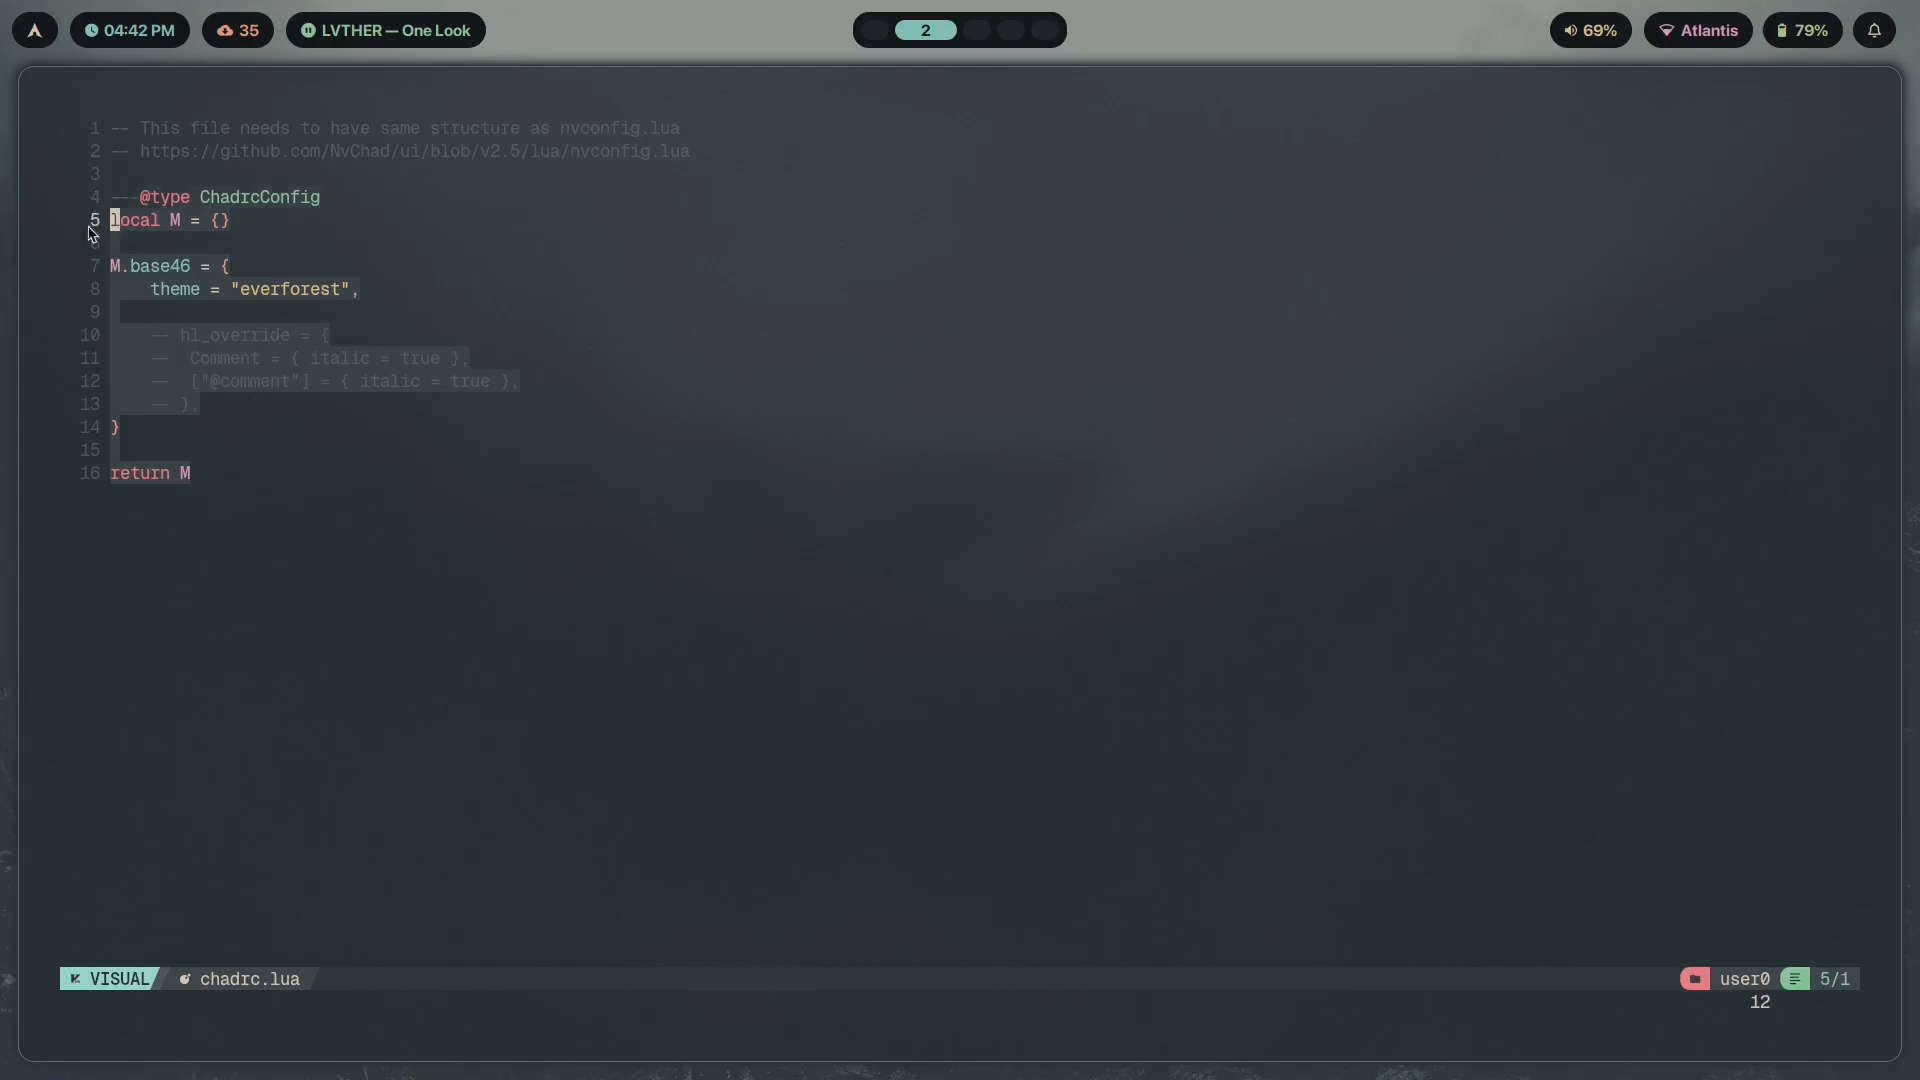 04:42 PM 35 LVTHER — One Look 2 69% Atlantis 79%
1 -- This file needs to have same structure as nvconfig.lua
2 -- https://github.com/NvChad/ui/blob/v2.5/lua/nvconfig.lua
3
4 ---@type ChadrcConfig
5 local M = {}
6
7 M.base46 = {
8     theme = "everforest",
9
10     -- hl_override = {
11     --  Comment = { italic = true },
12     --  ["@comment"] = { italic = true },
13     -- },
14 }
15
16 return M
VISUAL chadrc.lua user0 5/1
12